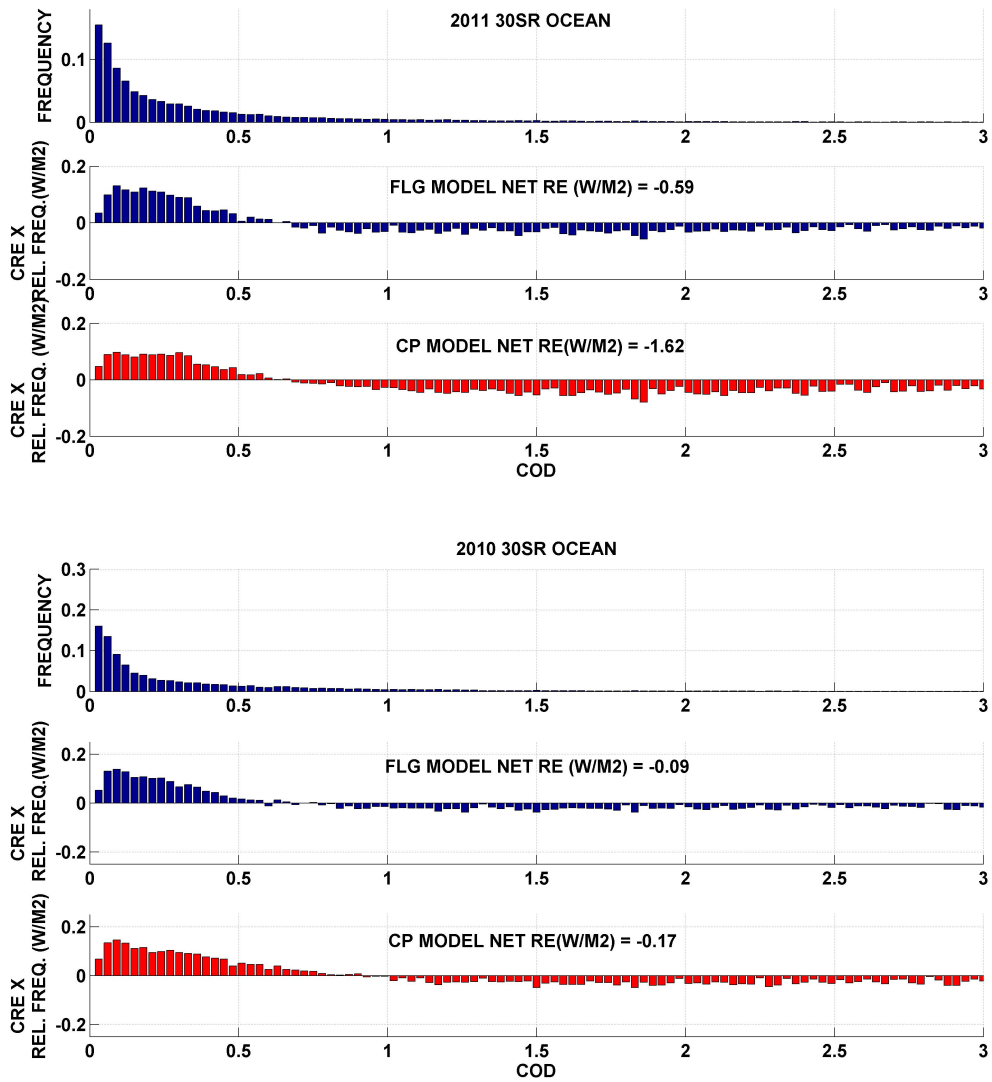 2011 30SR OCEAN
FREQUENCY
0.1
0
0 0.5 1 1.5 2 2.5 3
FLG MODEL NET RE (W/M2) = -0.59
CRE X
REL. FREQ.(W/M2)
0.2
0
-0.2
0 0.5 1 1.5 2 2.5 3
CP MODEL NET RE(W/M2) = -1.62
CRE X
REL. FREQ. (W/M2)
0.2
0
-0.2
0 0.5 1 1.5 2 2.5 3
COD
2010 30SR OCEAN
FREQUENCY
0.3
0.2
0.1
0
0 0.5 1 1.5 2 2.5 3
FLG MODEL NET RE (W/M2) = -0.09
CRE X
REL. FREQ.(W/M2)
0.2
0
-0.2
0 0.5 1 1.5 2 2.5 3
CP MODEL NET RE(W/M2) = -0.17
CRE X
REL. FREQ. (W/M2)
0.2
0
-0.2
0 0.5 1 1.5 2 2.5 3
COD